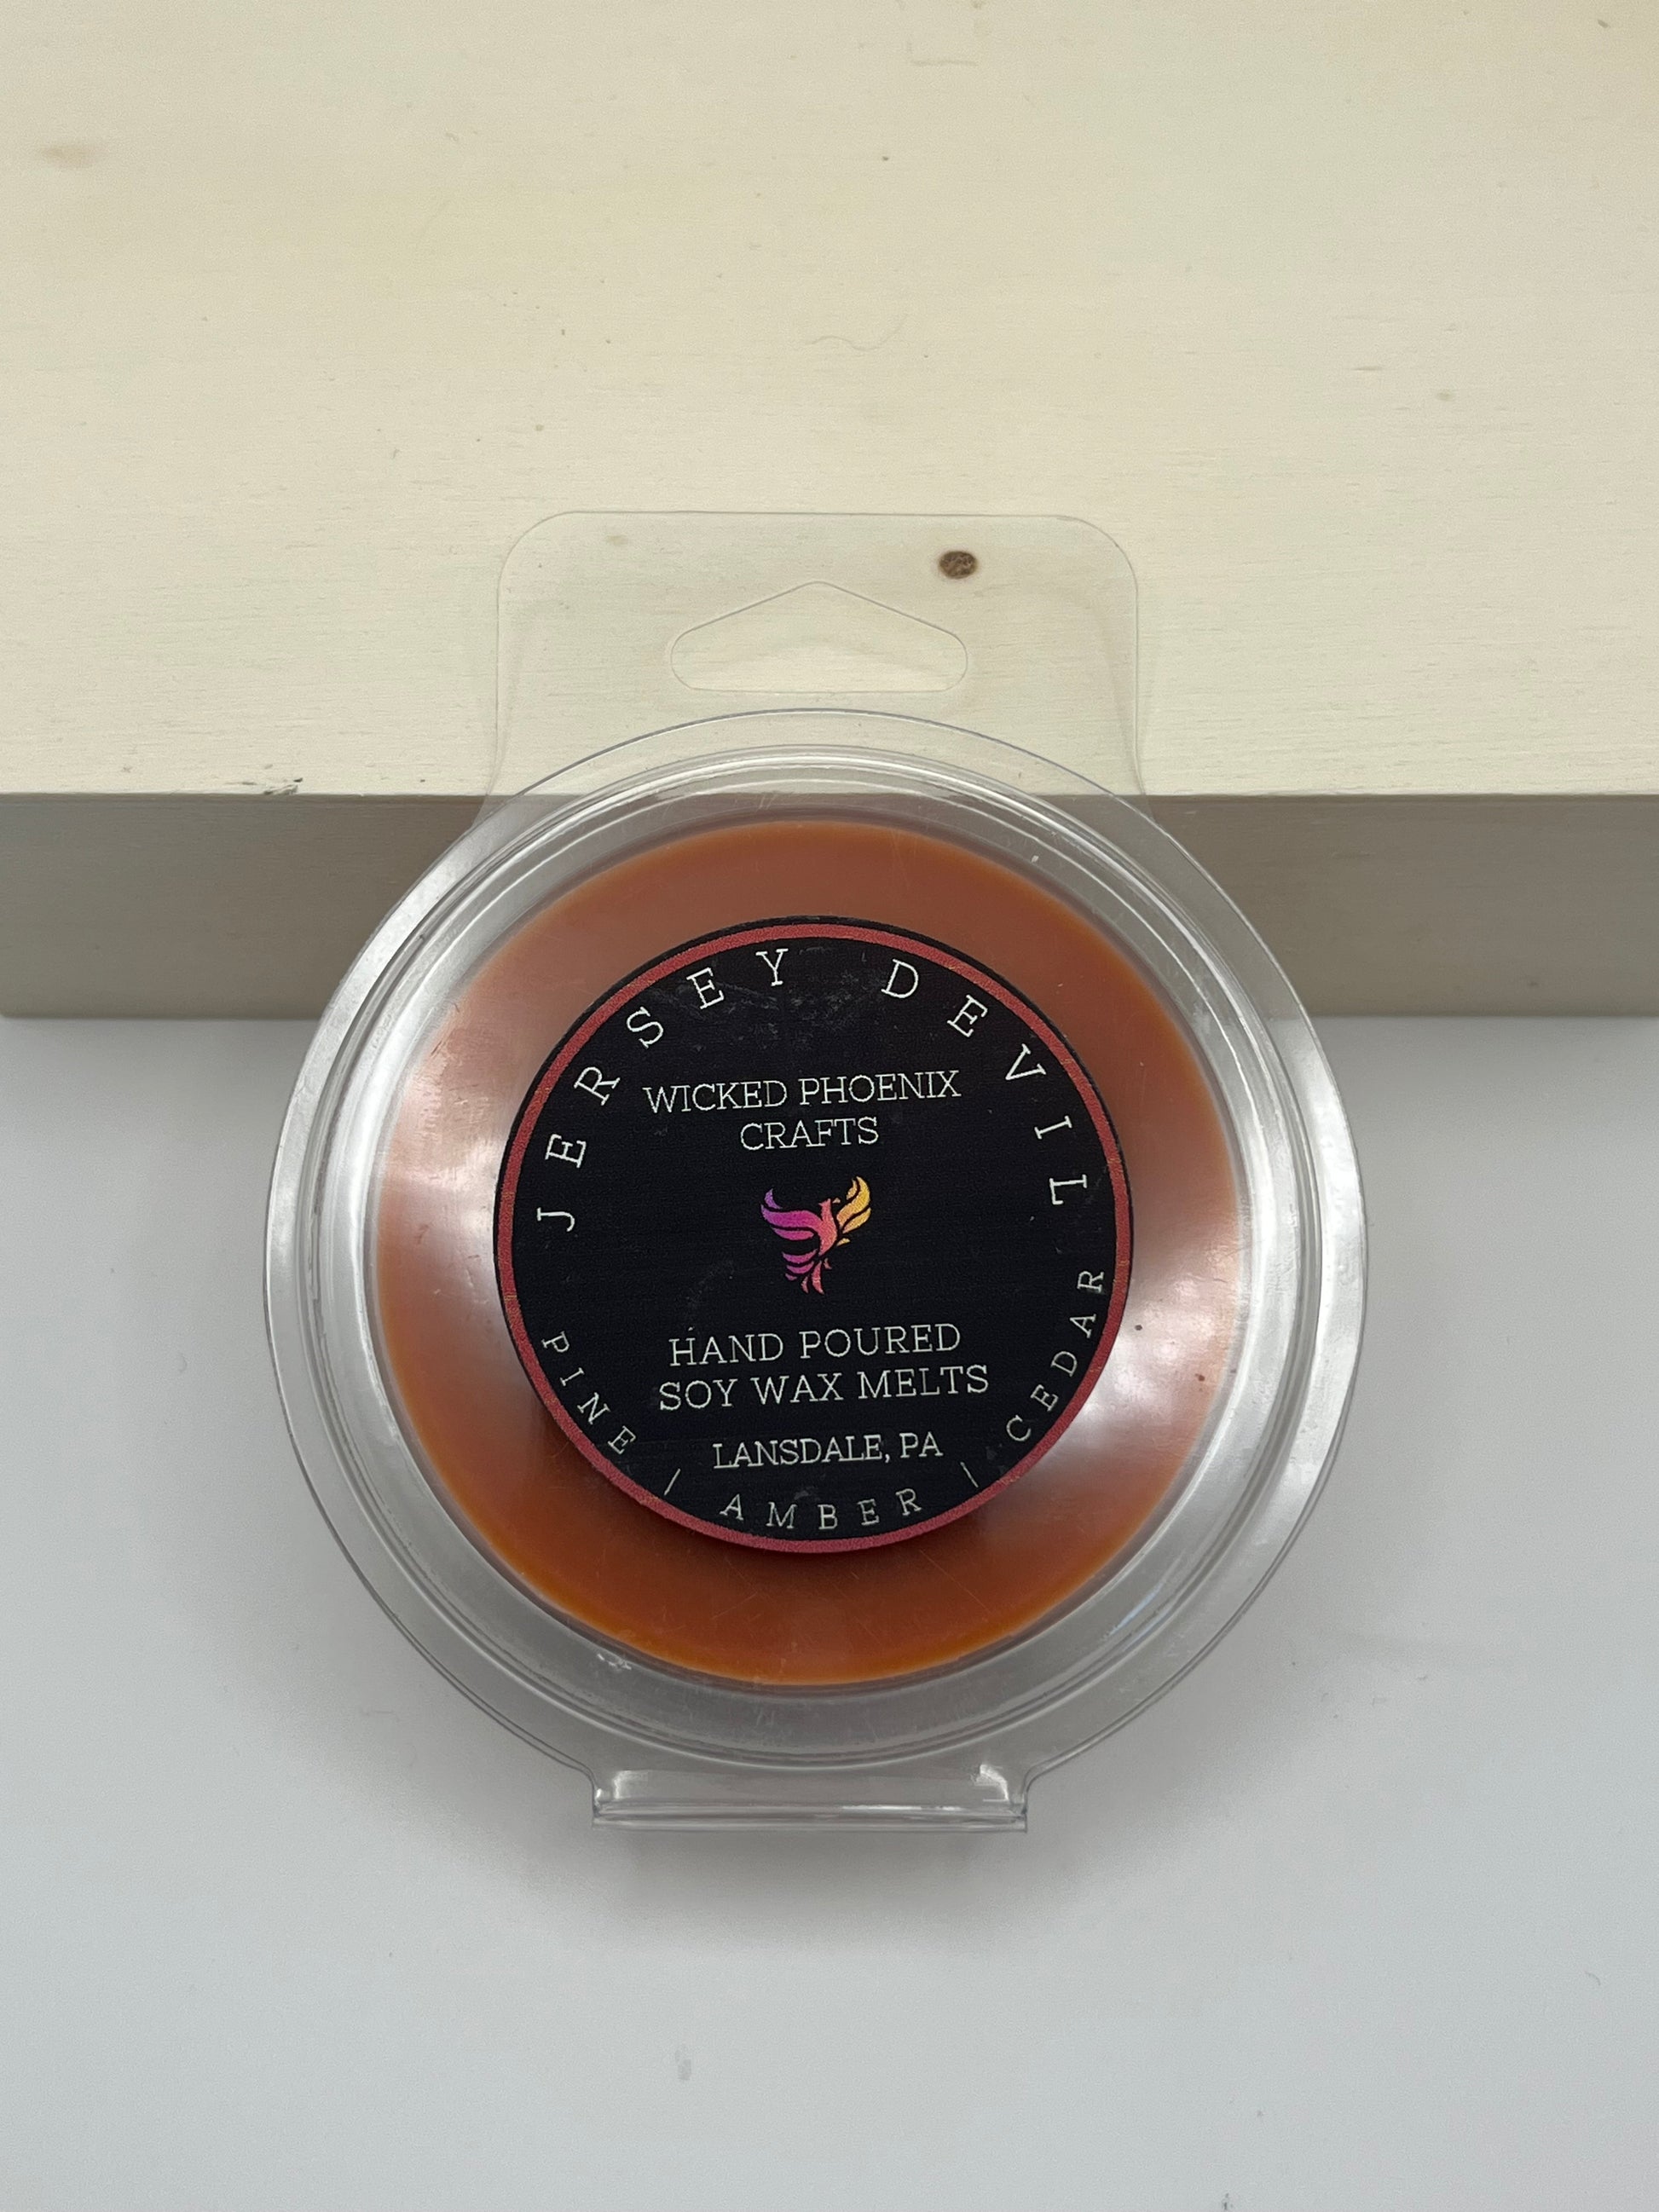 JERSEY DEVIL
WICKED PHOENIX
CRAFTS
HAND POURED
SOY WAX MELTS
LANSDALE, PA
PINE / AMBER / CEDAR